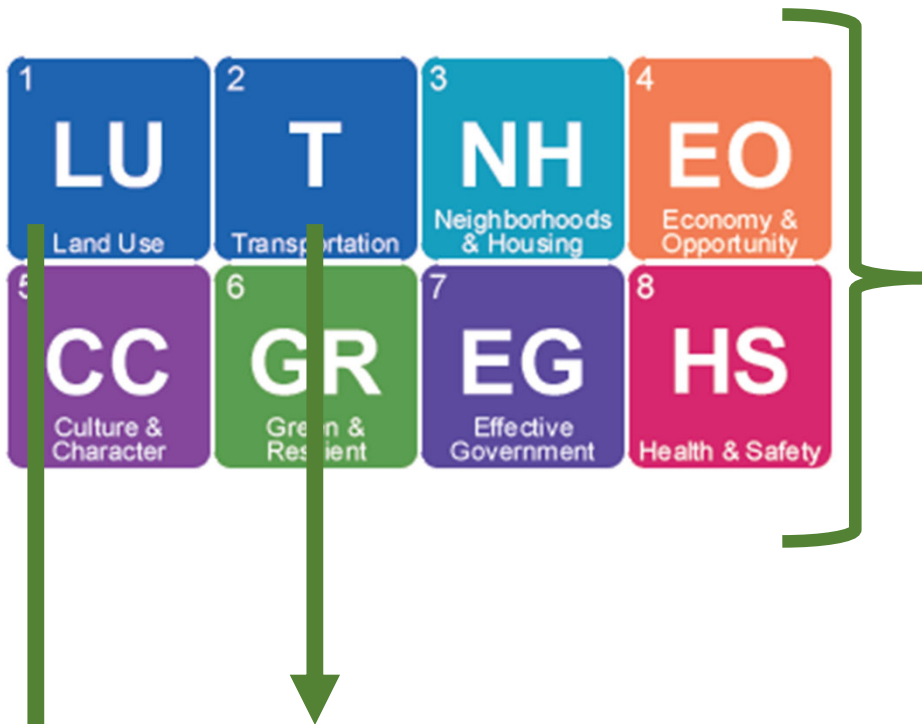 1
LU
Land Use
2
T
Transportation
3
NH
Neighborhoods
& Housing
4
EO
Economy &
Opportunity
5
CC
Culture &
Character
6
GR
Green &
Resilient
7
EG
Effective
Government
8
HS
Health & Safety